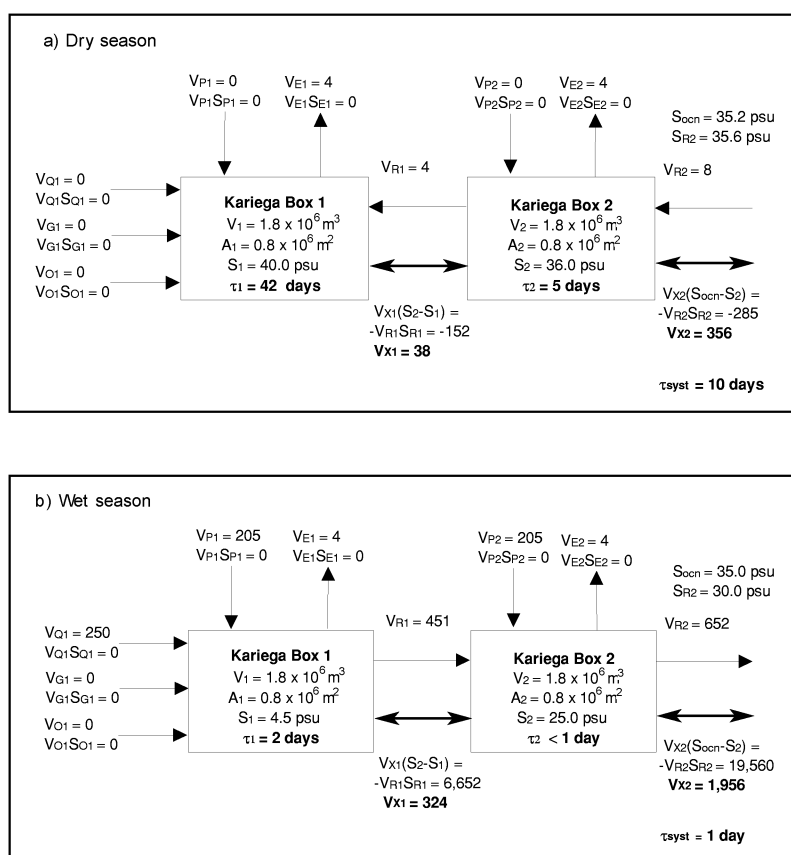 a) Dry season
VP1 = 0
VP1SP1 = 0
VE1 = 4
VE1SE1 = 0
VP2 = 0
VP2SP2 = 0
VE2 = 4
VE2SE2 = 0
Socn = 35.2 psu
SR2 = 35.6 psu
VQ1 = 0
VQ1SQ1 = 0
VG1 = 0
VG1SG1 = 0
VO1 = 0
VO1SO1 = 0
Kariega Box 1
V1 = 1.8 x 10^6 m^3
A1 = 0.8 x 10^6 m^2
S1 = 40.0 psu
τ1 = 42 days
VR1 = 4
VX1(S2-S1) =
-VR1SR1 = -152
VX1 = 38
Kariega Box 2
V2 = 1.8 x 10^6 m^3
A2 = 0.8 x 10^6 m^2
S2 = 36.0 psu
τ2 = 5 days
VR2 = 8
VX2(Socn-S2) =
-VR2SR2 = -285
VX2 = 356
τsyst = 10 days
b) Wet season
VP1 = 205
VP1SP1 = 0
VE1 = 4
VE1SE1 = 0
VP2 = 205
VP2SP2 = 0
VE2 = 4
VE2SE2 = 0
Socn = 35.0 psu
SR2 = 30.0 psu
VQ1 = 250
VQ1SQ1 = 0
VG1 = 0
VG1SG1 = 0
VO1 = 0
VO1SO1 = 0
Kariega Box 1
V1 = 1.8 x 10^6 m^3
A1 = 0.8 x 10^6 m^2
S1 = 4.5 psu
τ1 = 2 days
VR1 = 451
VX1(S2-S1) =
-VR1SR1 = 6,652
VX1 = 324
Kariega Box 2
V2 = 1.8 x 10^6 m^3
A2 = 0.8 x 10^6 m^2
S2 = 25.0 psu
τ2 < 1 day
VR2 = 652
VX2(Socn-S2) =
-VR2SR2 = 19,560
VX2 = 1,956
τsyst = 1 day